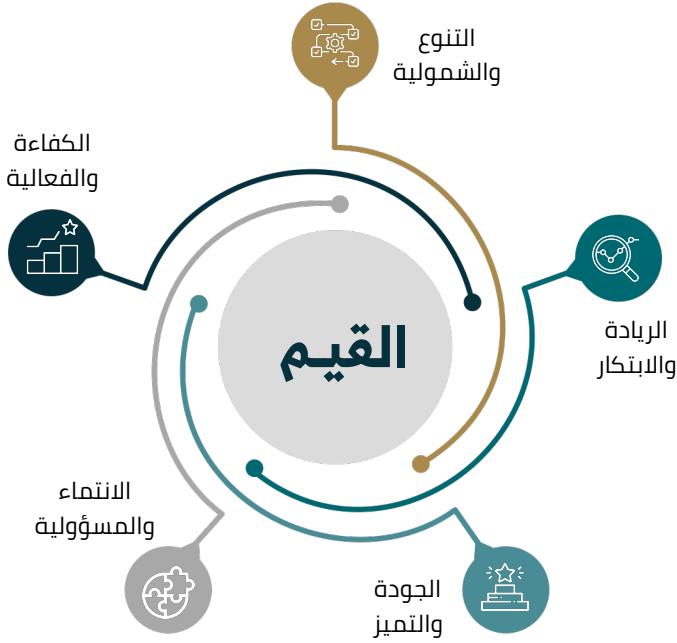 التنوع
والشمولية
الكفاءة
والفعالية
القيم
الريادة
والابتكار
الانتماء
والمسؤولية
الجودة
والتميز